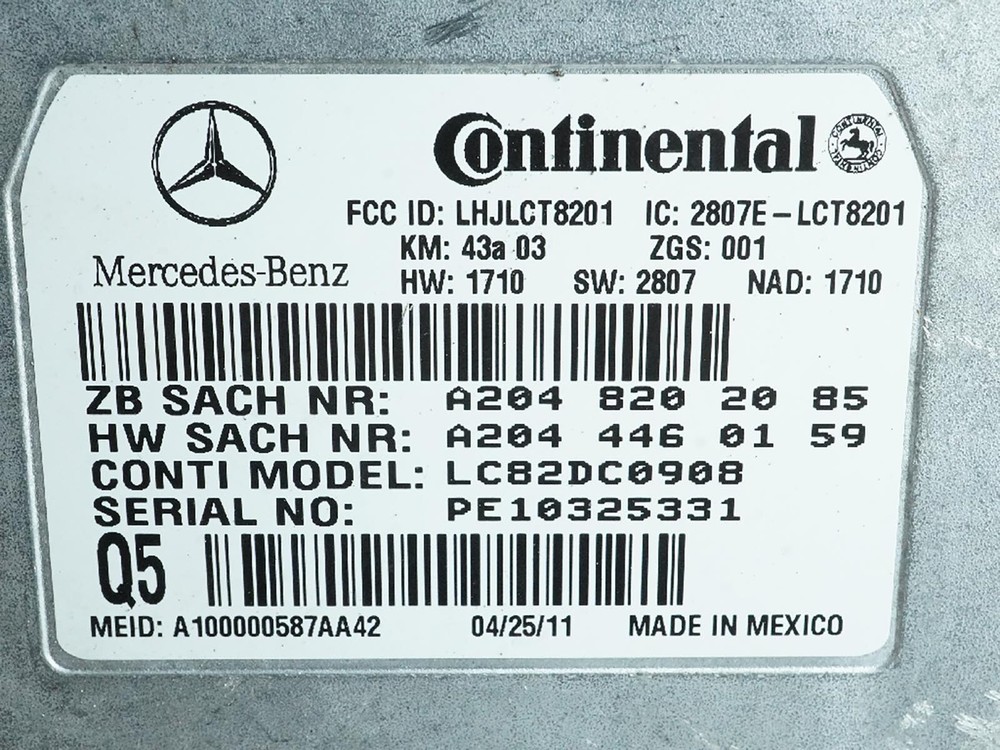 Continental
FCC ID: LHJLCT8201 IC: 2807E-LCT8201
KM: 43a 03 ZGS: 001
Mercedes-Benz
HW: 1710 SW: 2807 NAD: 1710
ZB SACH NR: A204 820 20 85
HW SACH NR: A204 446 01 59
CONTI MODEL: LC82DC0908
SERIAL NO: PE10325331
Q5
MEID: A100000587AA42 04/25/11 MADE IN MEXICO